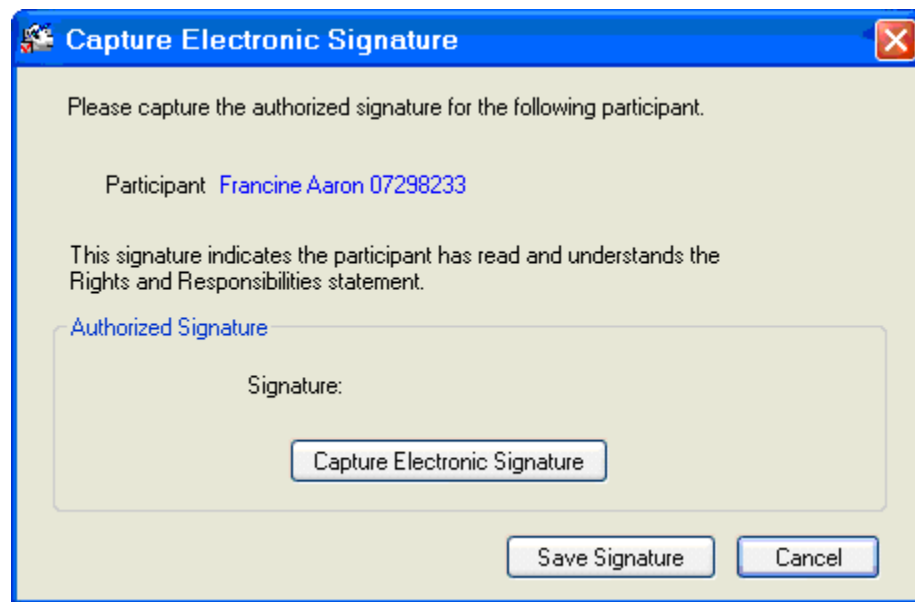 Capture Electronic Signature
Please capture the authorized signature for the following participant.
Participant Francine Aaron 07298233
This signature indicates the participant has read and understands the
Rights and Responsibilities statement.
Authorized Signature
Signature:
Capture Electronic Signature
Save Signature Cancel